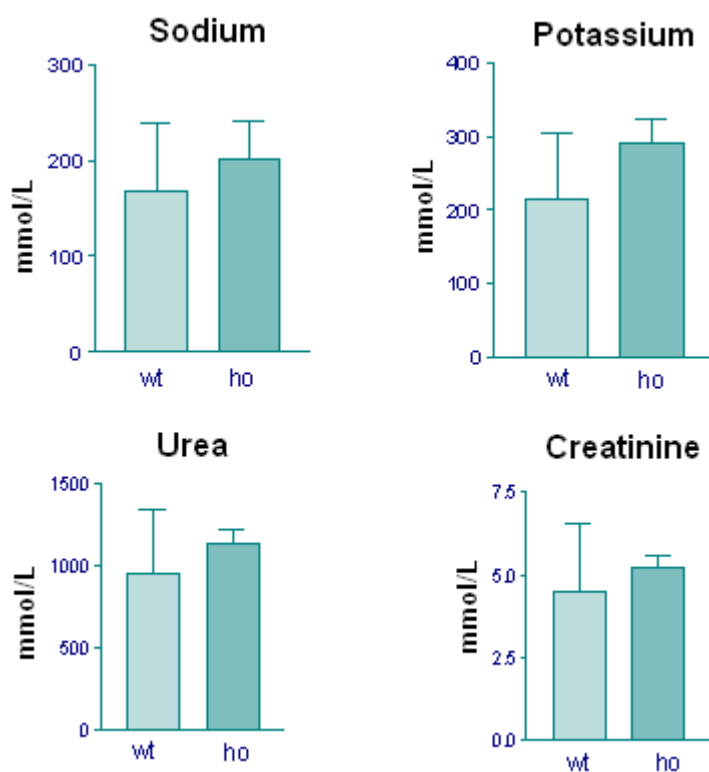 Sodium
300
200
100
0
mmol/L
wt ho
Potassium
400
300
200
100
0
mmol/L
wt ho
Urea
1500
1000
500
0
mmol/L
wt ho
Creatinine
7.5
5.0
2.5
0.0
mmol/L
wt ho